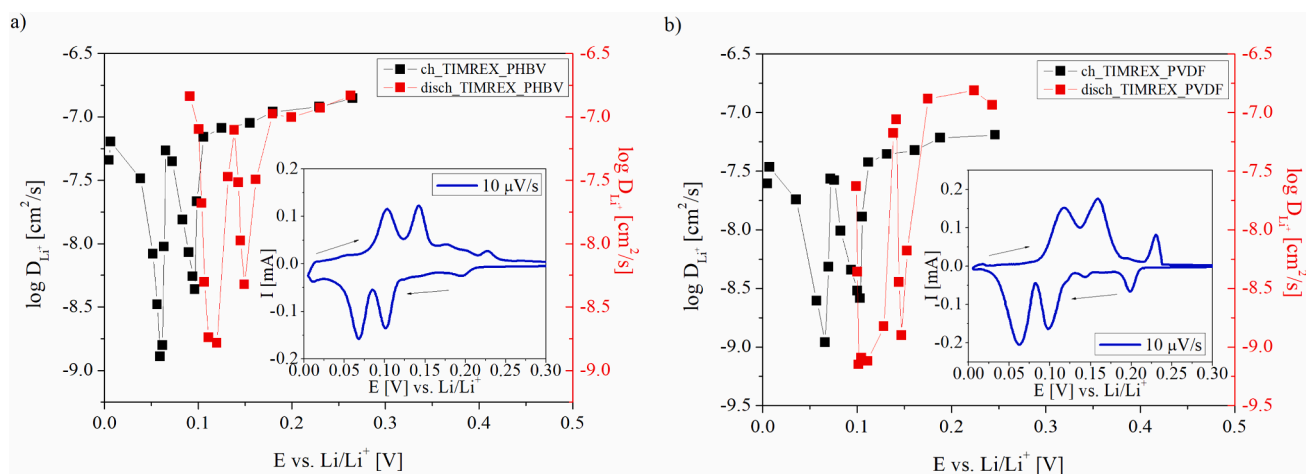 a)
-6.5
-7.0
-7.5
-8.0
-8.5
-9.0
log D_Li⁺ [cm²/s]
ch_TIMREX_PHBV
disch_TIMREX_PHBV
-6.5
-7.0
-7.5
-8.0
-8.5
-9.0
log D_Li⁺ [cm²/s]
0.2
0.1
0.0
-0.1
-0.2
I [mA]
10 µV/s
0.00 0.05 0.10 0.15 0.20 0.25 0.30
E [V] vs. Li/Li⁺
0.0 0.1 0.2 0.3 0.4 0.5
E vs. Li/Li⁺ [V]
b)
-6.5
-7.0
-7.5
-8.0
-8.5
-9.0
-9.5
log D_Li⁺ [cm²/s]
ch_TIMREX_PVDF
disch_TIMREX_PVDF
-6.5
-7.0
-7.5
-8.0
-8.5
-9.0
-9.5
log D_Li⁺ [cm²/s]
0.2
0.1
0.0
-0.1
-0.2
I [mA]
10 µV/s
0.00 0.05 0.10 0.15 0.20 0.25 0.30
E [V] vs. Li/Li⁺
0.0 0.1 0.2 0.3 0.4 0.5
E vs. Li/Li⁺ [V]